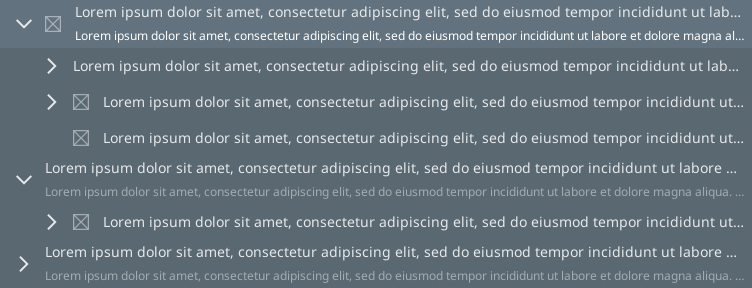 Lorem ipsum dolor sit amet, consectetur adipiscing elit, sed do eiusmod tempor incididunt ut lab...
Lorem ipsum dolor sit amet, consectetur adipiscing elit, sed do eiusmod tempor incididunt ut labore et dolore magna al...
Lorem ipsum dolor sit amet, consectetur adipiscing elit, sed do eiusmod tempor incididunt ut lab...
Lorem ipsum dolor sit amet, consectetur adipiscing elit, sed do eiusmod tempor incididunt ut...
Lorem ipsum dolor sit amet, consectetur adipiscing elit, sed do eiusmod tempor incididunt ut...
Lorem ipsum dolor sit amet, consectetur adipiscing elit, sed do eiusmod tempor incididunt ut labore ...
Lorem ipsum dolor sit amet, consectetur adipiscing elit, sed do eiusmod tempor incididunt ut labore et dolore magna aliqua. ...
Lorem ipsum dolor sit amet, consectetur adipiscing elit, sed do eiusmod tempor incididunt ut...
Lorem ipsum dolor sit amet, consectetur adipiscing elit, sed do eiusmod tempor incididunt ut labore ...
Lorem ipsum dolor sit amet, consectetur adipiscing elit, sed do eiusmod tempor incididunt ut labore et dolore magna aliqua. ...